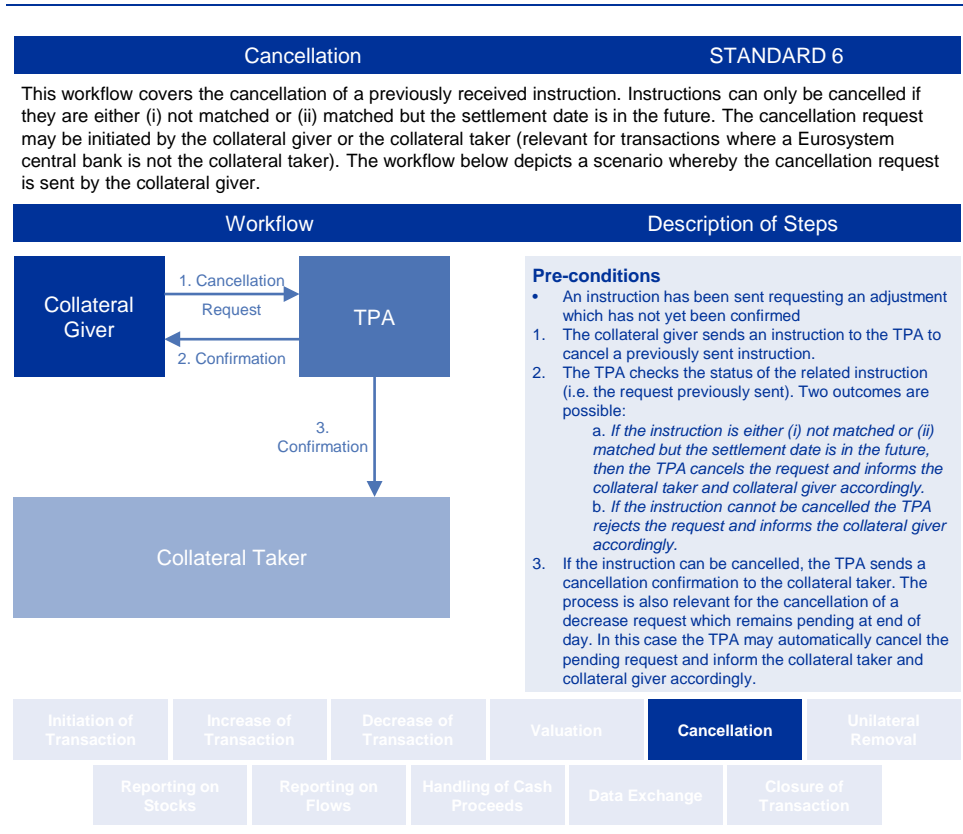 Cancellation
STANDARD 6
This workflow covers the cancellation of a previously received instruction. Instructions can only be cancelled if
they are either (i) not matched or (ii) matched but the settlement date is in the future. The cancellation request
may be initiated by the collateral giver or the collateral taker (relevant for transactions where a Eurosystem
central bank is not the collateral taker). The workflow below depicts a scenario whereby the cancellation request
is sent by the collateral giver.
Workflow
Description of Steps
Collateral
Giver
1. Cancellation
Request
2. Confirmation
TPA
3.
Confirmation
Collateral Taker
Pre-conditions
• An instruction has been sent requesting an adjustment
which has not yet been confirmed
1. The collateral giver sends an instruction to the TPA to
cancel a previously sent instruction.
2. The TPA checks the status of the related instruction
(i.e. the request previously sent). Two outcomes are
possible:
a. If the instruction is either (i) not matched or (ii)
matched but the settlement date is in the future,
then the TPA cancels the request and informs the
collateral taker and collateral giver accordingly.
b. If the instruction cannot be cancelled the TPA
rejects the request and informs the collateral giver
accordingly.
3. If the instruction can be cancelled, the TPA sends a
cancellation confirmation to the collateral taker. The
process is also relevant for the cancellation of a
decrease request which remains pending at end of
day. In this case the TPA may automatically cancel the
pending request and inform the collateral taker and
collateral giver accordingly.
Initiation of
Transaction
Increase of
Transaction
Decrease of
Transaction
Valuation
Cancellation
Unilateral
Removal
Reporting on
Stocks
Reporting on
Flows
Handling of Cash
Proceeds
Data Exchange
Closure of
Transaction